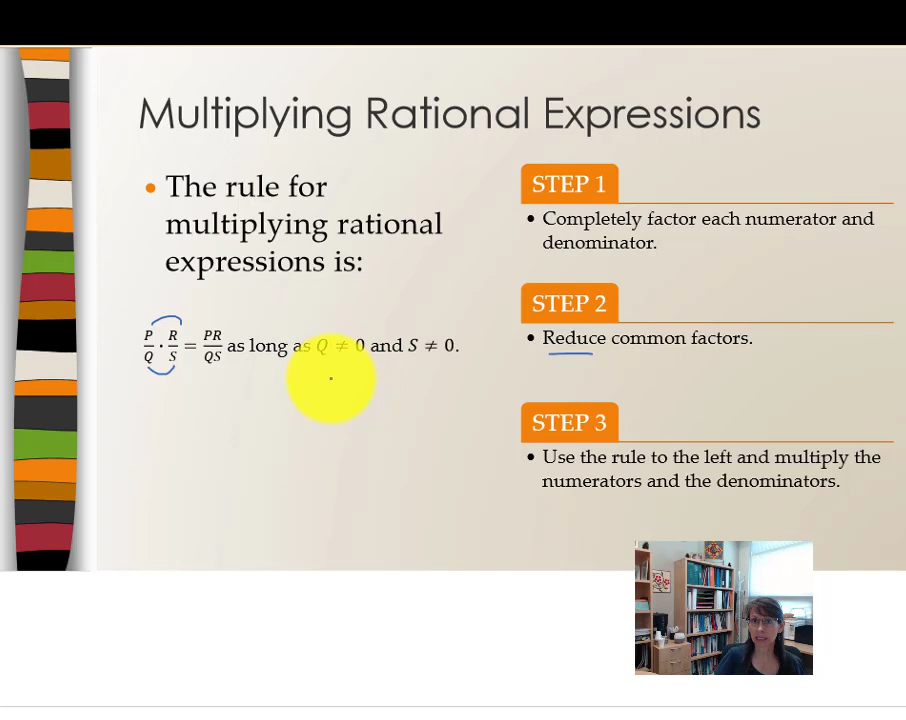 Multiplying Rational Expressions
• The rule for
multiplying rational
expressions is:
P/Q · R/S = PR/QS as long as Q ≠ 0 and S ≠ 0.
STEP 1
• Completely factor each numerator and
denominator.
STEP 2
• Reduce common factors.
STEP 3
• Use the rule to the left and multiply the
numerators and the denominators.